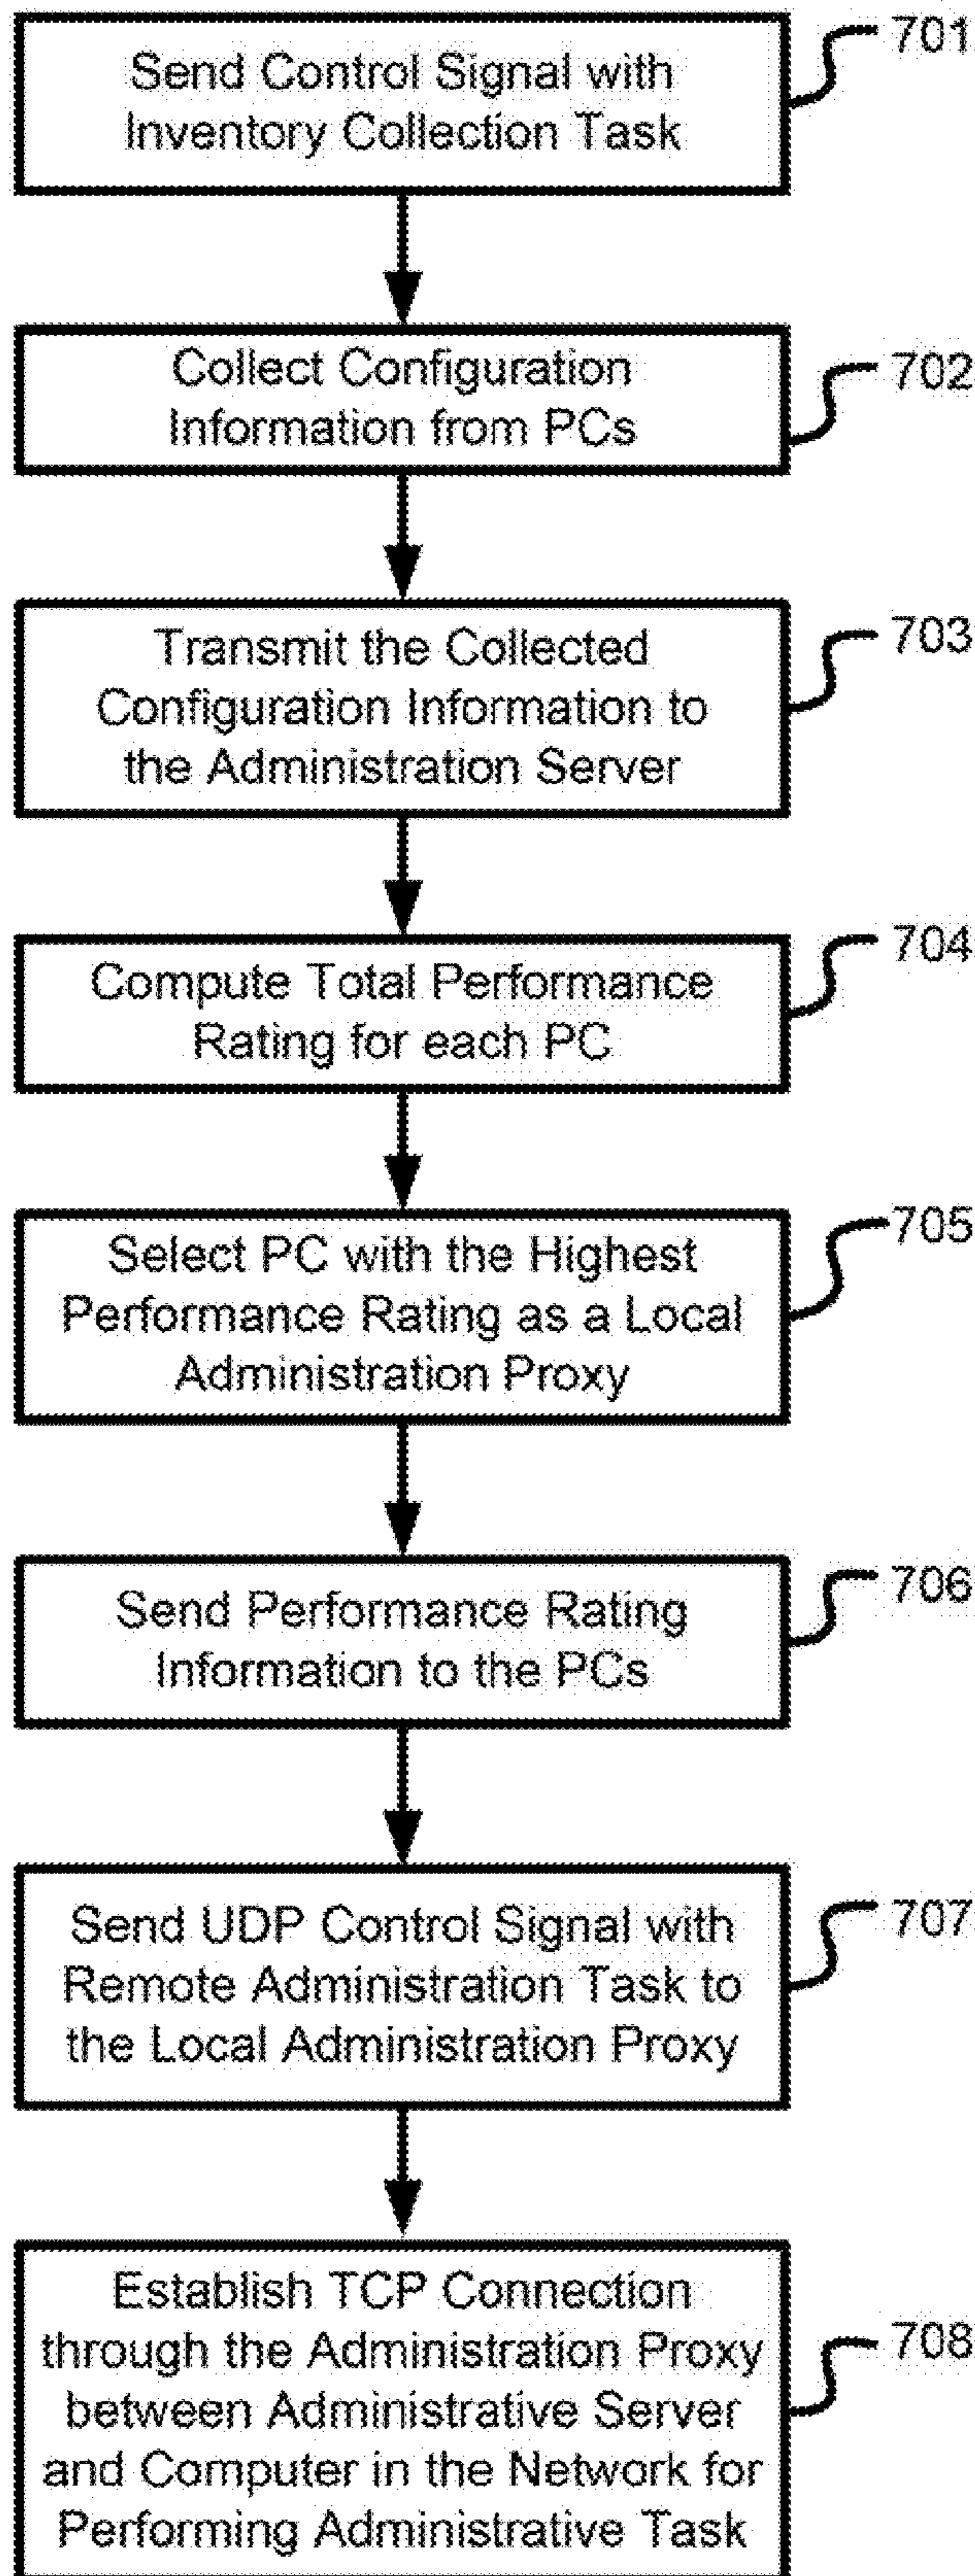 Send Control Signal with
Inventory Collection Task
701
Collect Configuration
Information from PCs
702
Transmit the Collected
Configuration Information to
the Administration Server
703
Compute Total Performance
Rating for each PC
704
Select PC with the Highest
Performance Rating as a Local
Administration Proxy
705
Send Performance Rating
Information to the PCs
706
Send UDP Control Signal with
Remote Administration Task to
the Local Administration Proxy
707
Establish TCP Connection
through the Administration Proxy
between Administrative Server
and Computer in the Network for
Performing Administrative Task
708